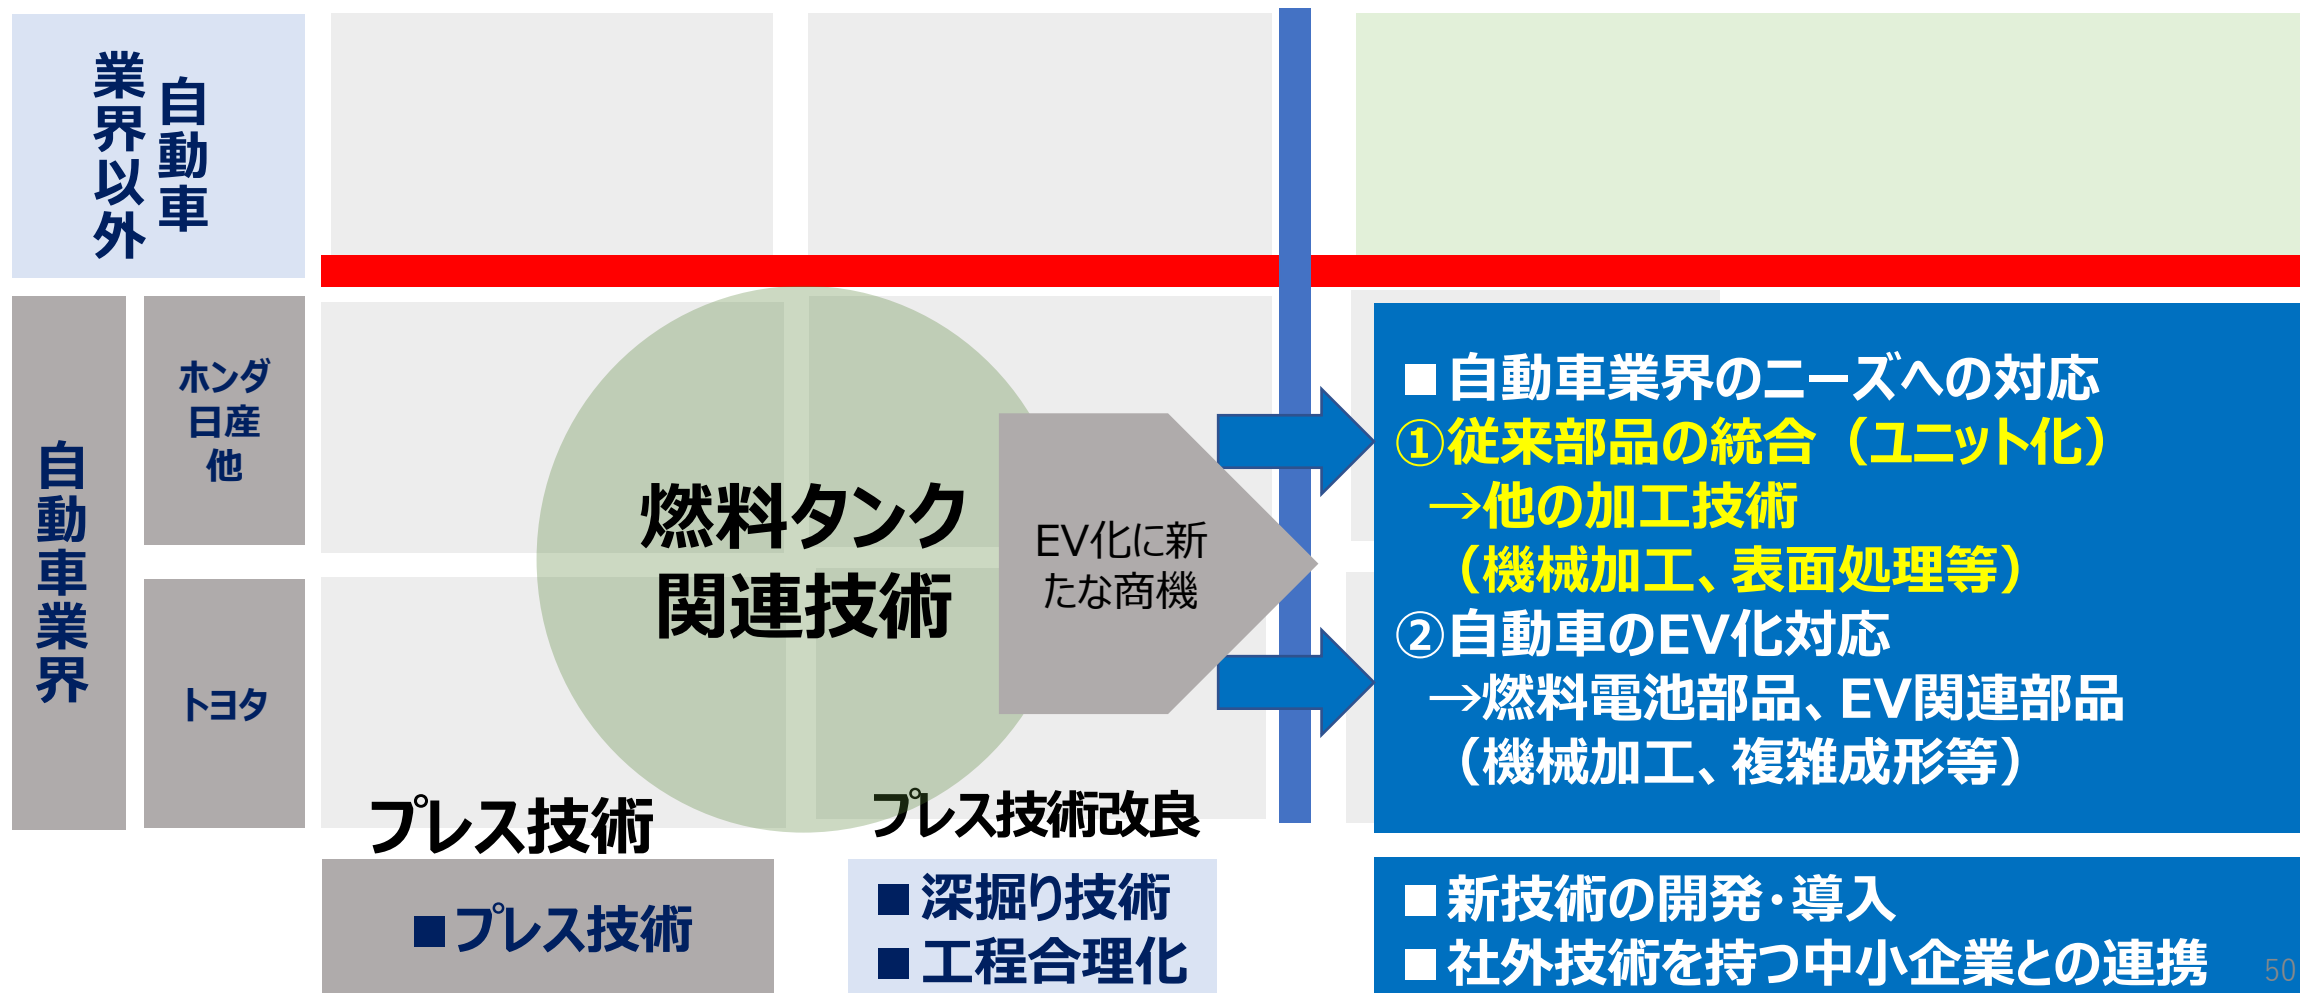 自動車
業界以外
自動車業界
ホンダ
日産
他
トヨタ
燃料タンク
関連技術
EV化に新
たな商機
■自動車業界のニーズへの対応
①従来部品の統合（ユニット化）
→他の加工技術
（機械加工、表面処理等）
②自動車のEV化対応
→燃料電池部品、EV関連部品
（機械加工、複雑成形等）
プレス技術
プレス技術改良
■プレス技術
■深掘り技術
■工程合理化
■新技術の開発・導入
■社外技術を持つ中小企業との連携
50